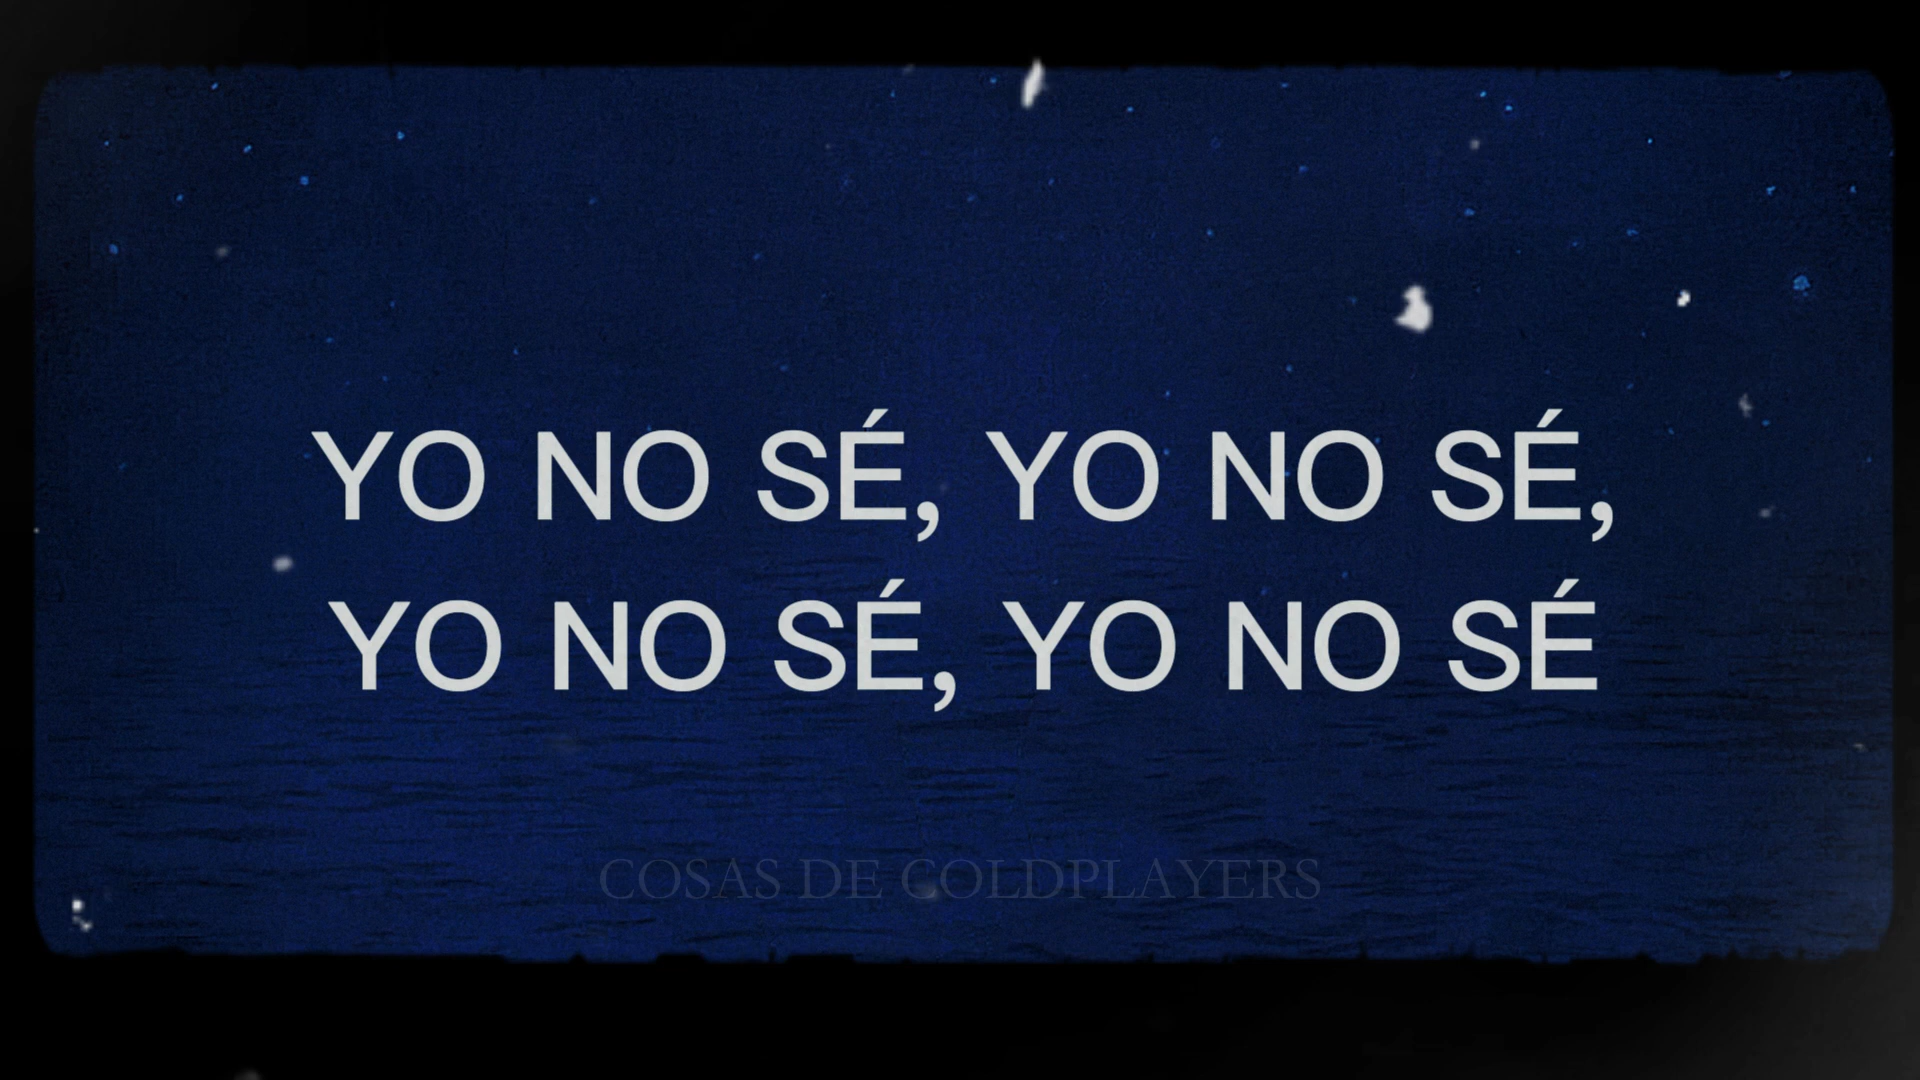 YO NO SÉ, YO NO SÉ,
YO NO SÉ, YO NO SÉ
COSAS DE COLDPLAYERS